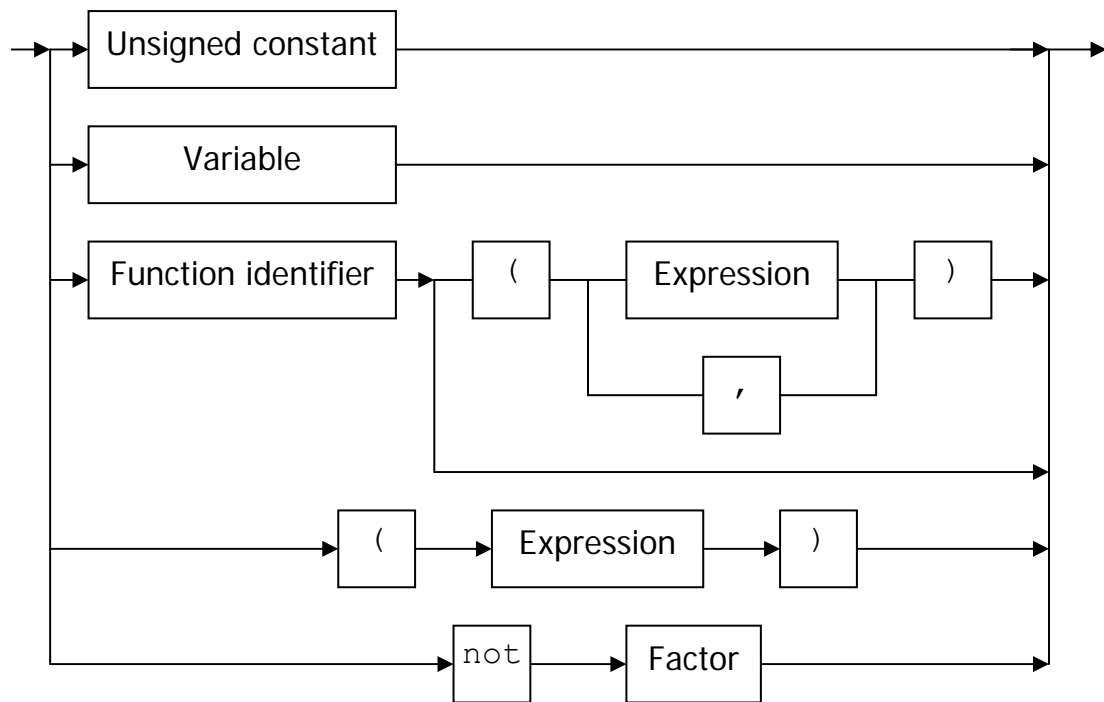 Unsigned constant
Variable
Function identifier ( Expression )
,
( Expression )
not Factor